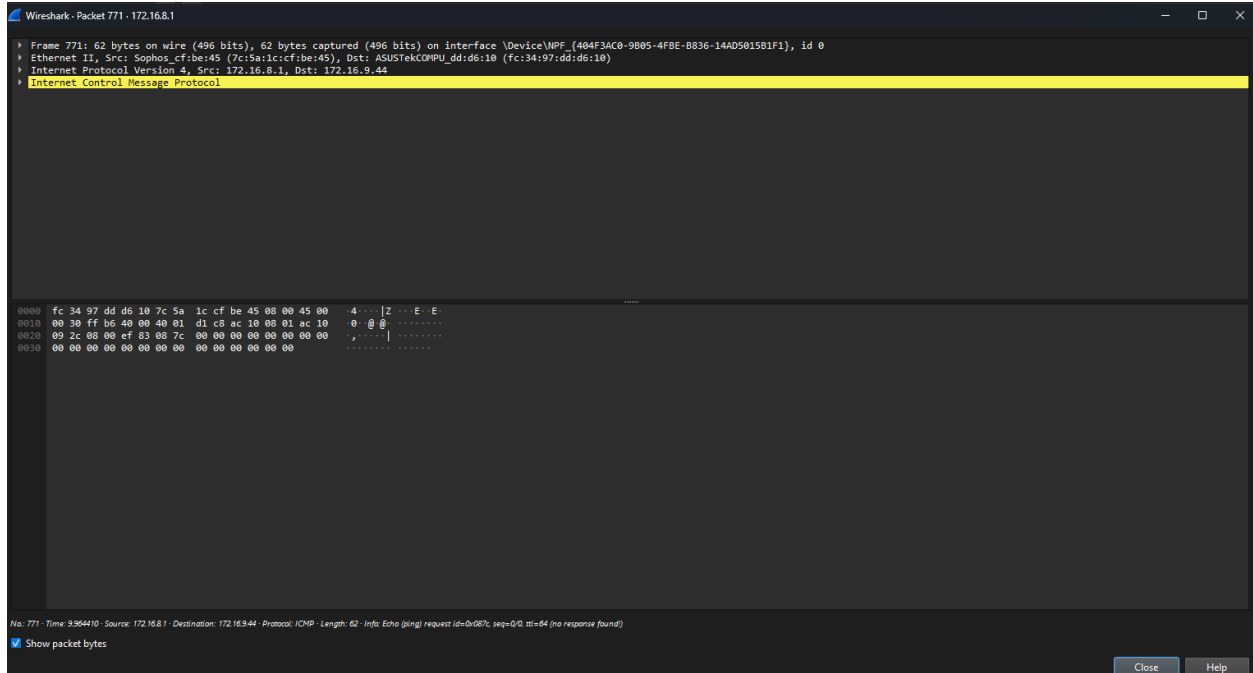 Wireshark · Packet 771 · 172.16.8.1
Frame 771: 62 bytes on wire (496 bits), 62 bytes captured (496 bits) on interface \Device\NPF_{404F3AC0-9B05-4FBE-B836-14AD501581F1}, id 0
Ethernet II, Src: Sophos_cf:be:45 (7c:5a:1c:cf:be:45), Dst: ASUSTekCOMPU_dd:d6:10 (fc:34:97:dd:d6:10)
Internet Protocol Version 4, Src: 172.16.8.1, Dst: 172.16.9.44
Internet Control Message Protocol
0000 fc 34 97 dd d6 10 7c 5a 1c cf be 45 08 00 45 00 ·4····|Z ···E··E·
0010 00 30 ff b6 40 00 40 01 d1 c8 ac 10 08 01 ac 10 ·0··@·@· ········
0020 09 2c 08 00 ef 83 08 7c 00 00 00 00 00 00 00 00 ·,·····| ········
0030 00 00 00 00 00 00 00 00 00 00 00 00 00 00 ········ ······
No.: 771 · Time: 9.964410 · Source: 172.16.8.1 · Destination: 172.16.9.44 · Protocol: ICMP · Length: 62 · Info: Echo (ping) request id=0x087c, seq=0/0, ttl=64 (no response found!)
Show packet bytes
Close Help